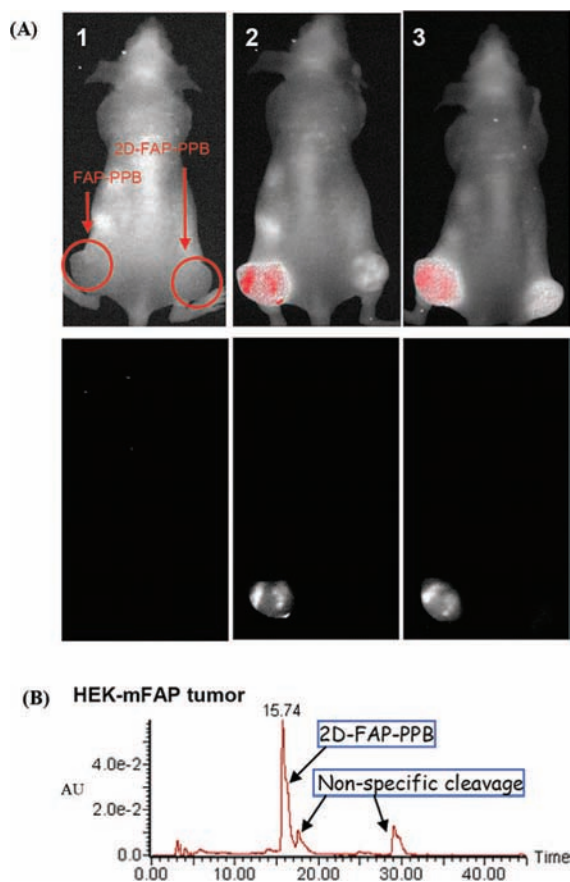 (A)
1
2
3
2D-FAP-PPB
FAP-PPB
(B) HEK-mFAP tumor
15.74
2D-FAP-PPB
4.0e-2
Non-specific cleavage
AU
2.0e-2
0.0
Time
0.00
10.00
20.00
30.00
40.00